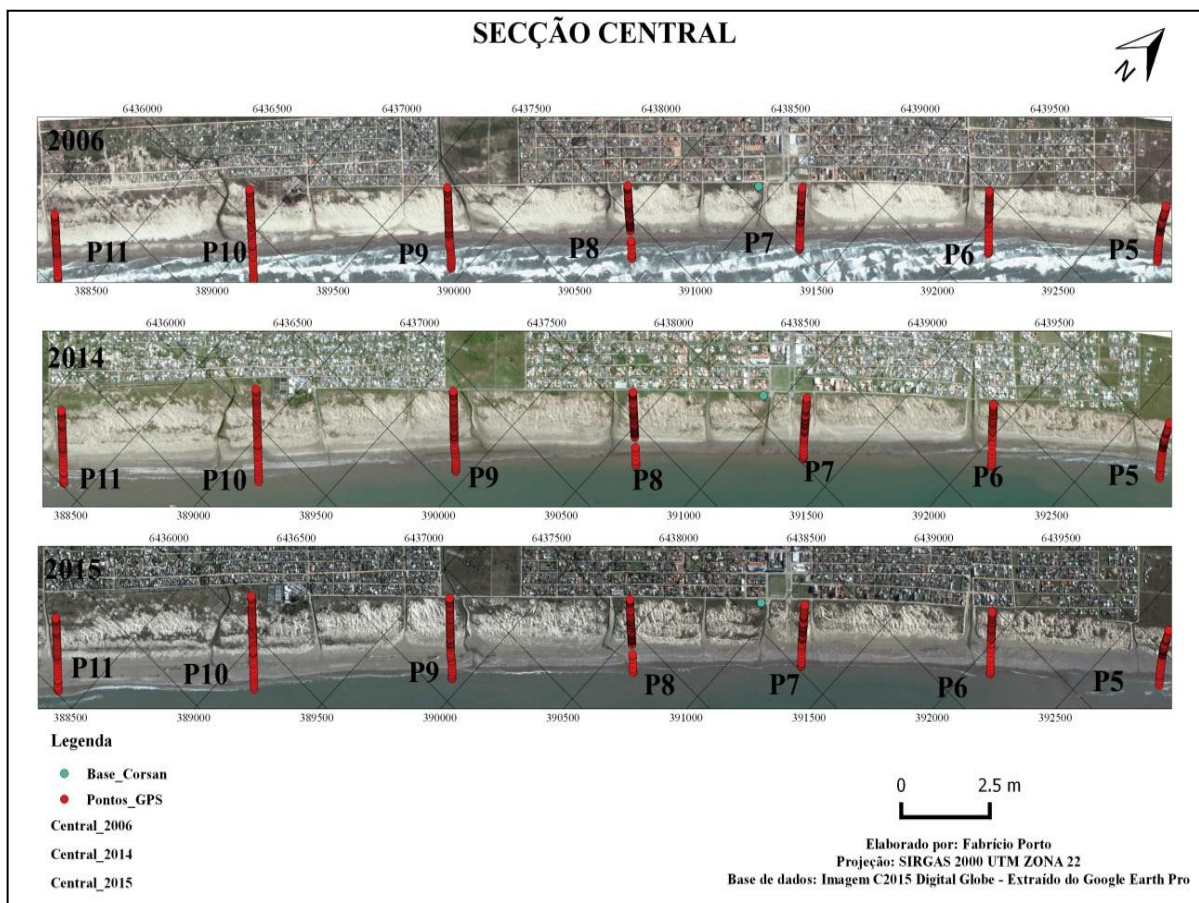 SECÇÃO CENTRAL
N
6436000 6436500 6437000 6437500 6438000 6438500 6439000 6439500
2006
P11 P10 P9 P8 P7 P6 P5
388500 389000 389500 390000 390500 391000 391500 392000 392500
6436000 6436500 6437000 6437500 6438000 6438500 6439000 6439500
2014
P11 P10 P9 P8 P7 P6 P5
388500 389000 389500 390000 390500 391000 391500 392000 392500
6436000 6436500 6437000 6437500 6438000 6438500 6439000 6439500
2015
P11 P10 P9 P8 P7 P6 P5
388500 389000 389500 390000 390500 391000 391500 392000 392500
Legenda
Base_Corsan
Pontos_GPS
Central_2006
Central_2014
Central_2015
0 2.5 m
Elaborado por: Fabrício Porto
Projeção: SIRGAS 2000 UTM ZONA 22
Base de dados: Imagem C2015 Digital Globe - Extraído do Google Earth Pro